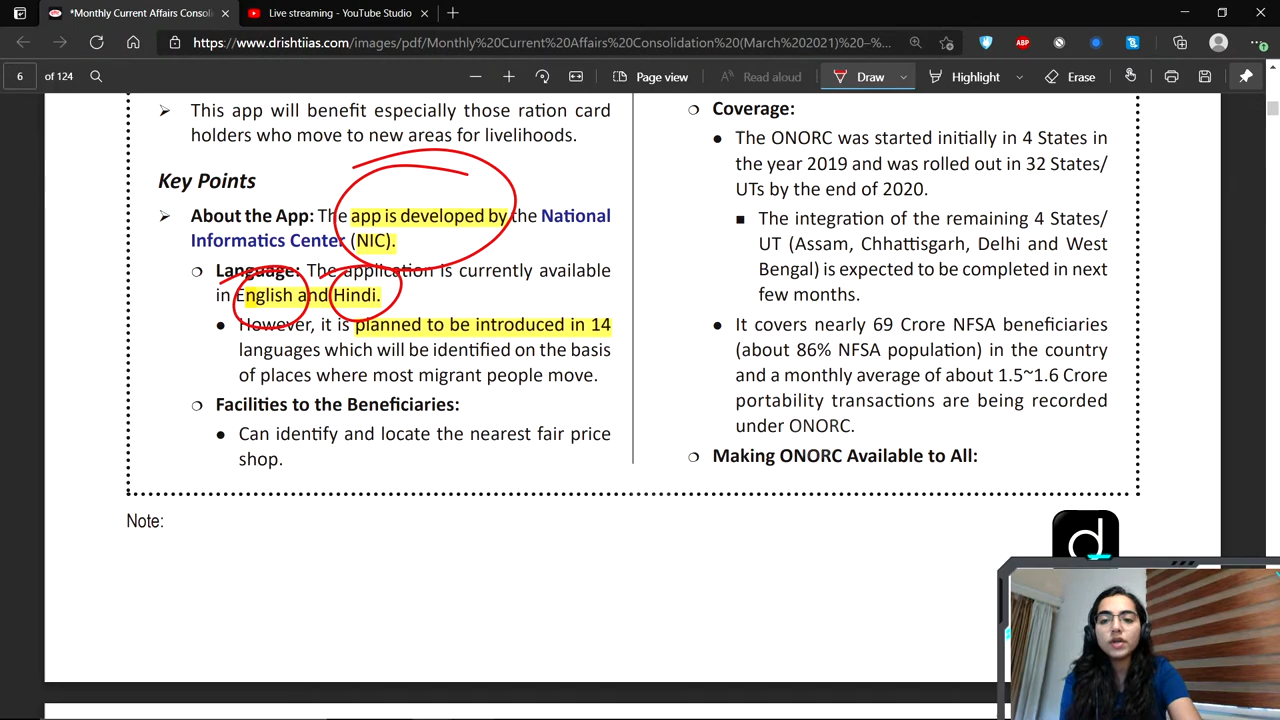 *Monthly Current Affairs Consoli
Live streaming - YouTube Studio
https://www.drishtiias.com/images/pdf/Monthly%20Current%20Affairs%20Consolidation%20(March%202021)%20–%...
ABP
6 of 124
Page view
Read aloud
Draw
Highlight
Erase
➢ This app will benefit especially those ration card
holders who move to new areas for livelihoods.
Key Points
➢ About the App: The app is developed by the National
Informatics Center (NIC).
❍ Language: The application is currently available
in English and Hindi.
● However, it is planned to be introduced in 14
languages which will be identified on the basis
of places where most migrant people move.
❍ Facilities to the Beneficiaries:
● Can identify and locate the nearest fair price
shop.
❍ Coverage:
● The ONORC was started initially in 4 States in
the year 2019 and was rolled out in 32 States/
UTs by the end of 2020.
■ The integration of the remaining 4 States/
UT (Assam, Chhattisgarh, Delhi and West
Bengal) is expected to be completed in next
few months.
● It covers nearly 69 Crore NFSA beneficiaries
(about 86% NFSA population) in the country
and a monthly average of about 1.5~1.6 Crore
portability transactions are being recorded
under ONORC.
❍ Making ONORC Available to All:
Note:
d